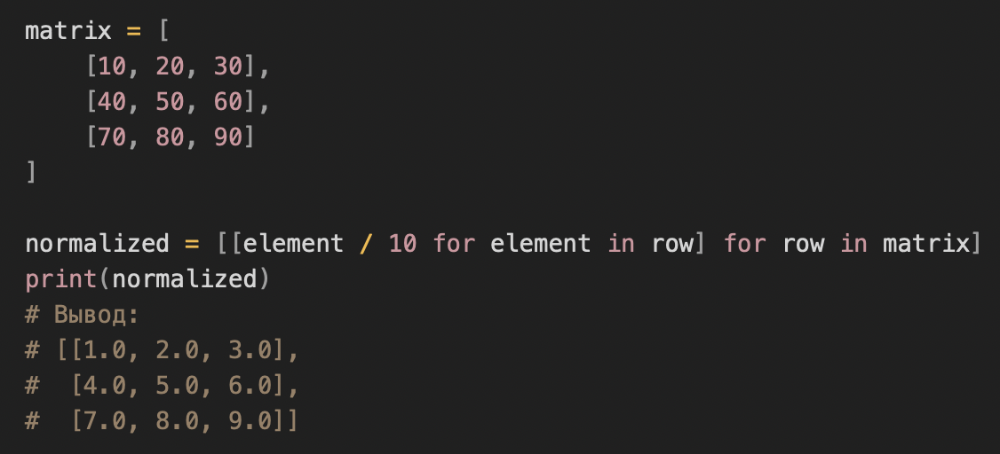 matrix = [
    [10, 20, 30],
    [40, 50, 60],
    [70, 80, 90]
]

normalized = [[element / 10 for element in row] for row in matrix]
print(normalized)
# Вывод:
# [[1.0, 2.0, 3.0],
#  [4.0, 5.0, 6.0],
#  [7.0, 8.0, 9.0]]